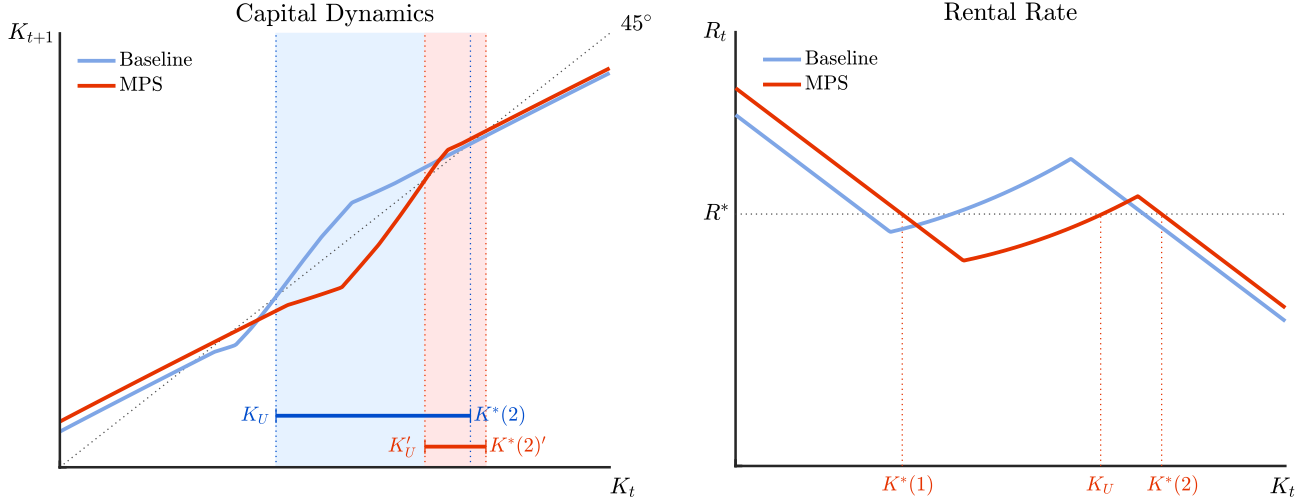 Capital Dynamics
K_{t+1}
45°
Baseline
MPS
K_U
K*(2)
K'_U
K*(2)'
K_t
Rental Rate
R_t
Baseline
MPS
R*
K*(1)
K_U
K*(2)
K_t